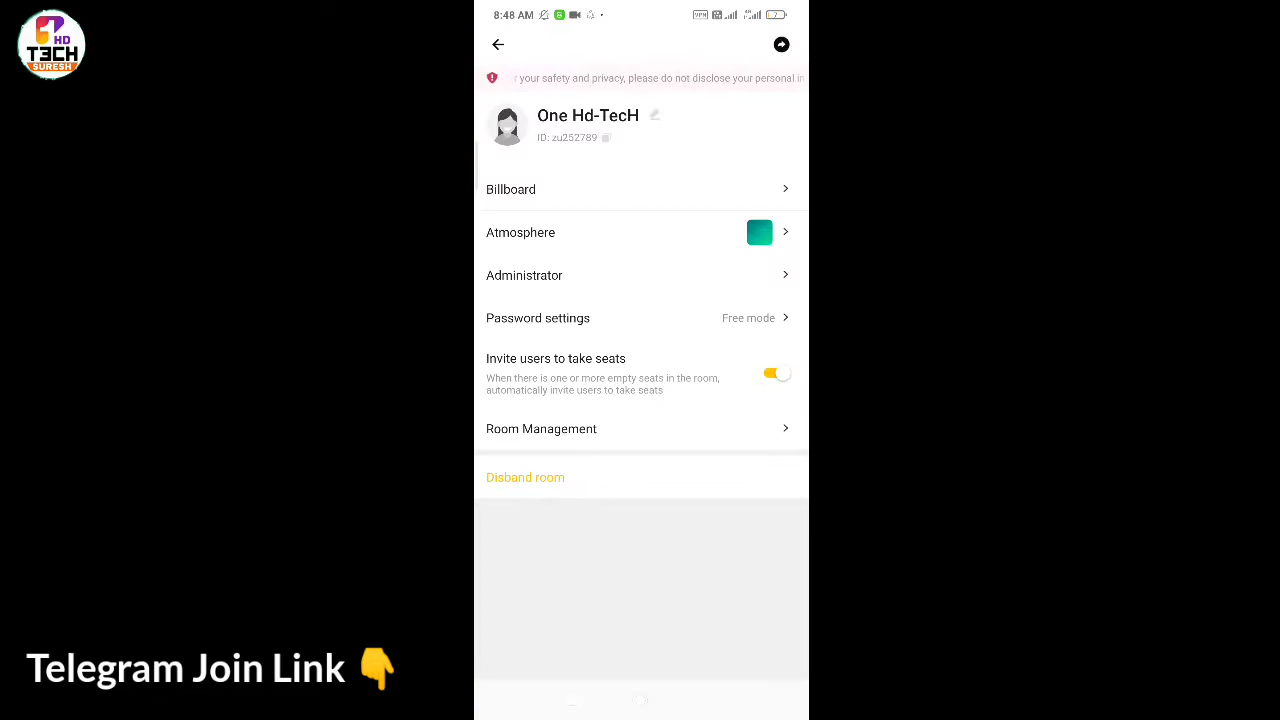 HD
TECH
SURESH
8:48 AM
VPN
4G
7
r your safety and privacy, please do not disclose your personal in
One Hd-TecH
ID: zu252789
Billboard
Atmosphere
Administrator
Password settings
Free mode
Invite users to take seats
When there is one or more empty seats in the room,
automatically invite users to take seats
Room Management
Disband room
Telegram Join Link 👇